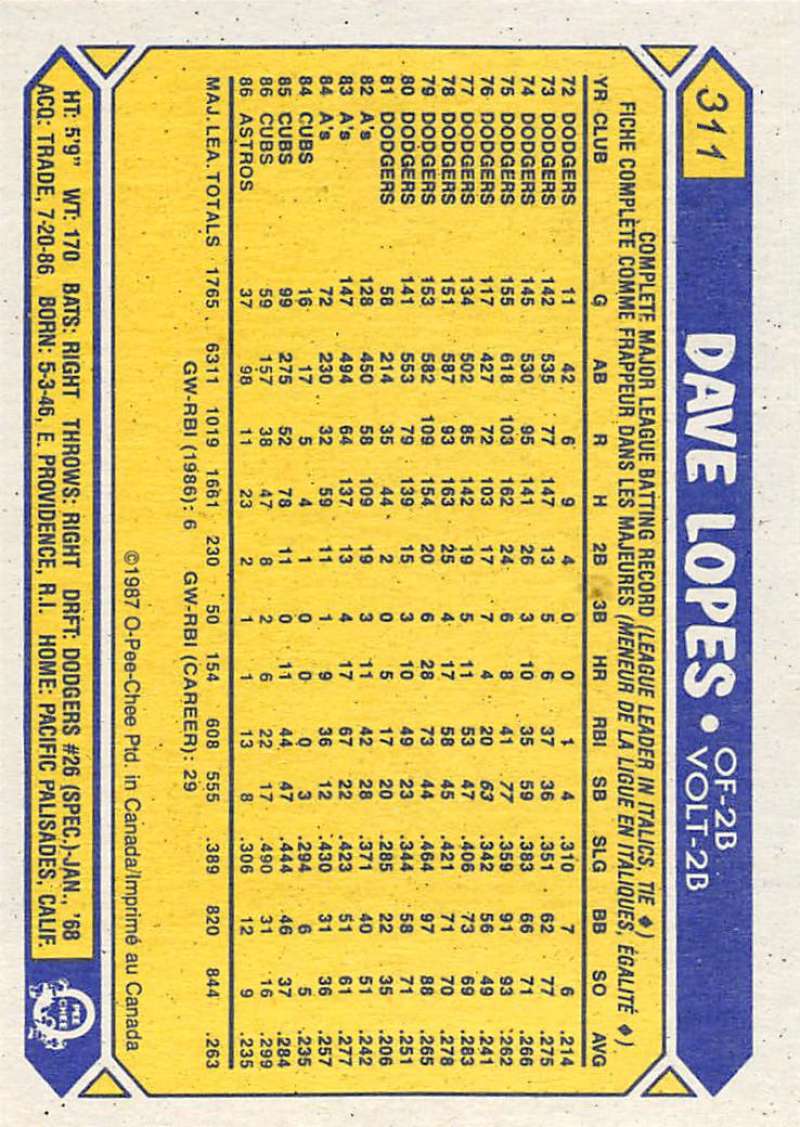 311
DAVE LOPES • OF-2B
VOLT-2B
COMPLETE MAJOR LEAGUE BATTING RECORD (LEAGUE LEADER IN ITALICS, TIE ♦)
FICHE COMPLÈTE COMME FRAPPEUR DANS LES MAJEURES (MENEUR DE LA LIGUE EN ITALIQUES, ÉGALITÉ ♦)
YR CLUB G AB R H 2B 3B HR RBI SB SLG BB SO AVG
72 DODGERS 11 42 6 9 4 0 0 1 4 .310 7 6 .214
73 DODGERS 142 535 77 147 13 5 6 37 36 .351 62 77 .275
74 DODGERS 145 530 95 141 26 3 10 35 59 .383 66 71 .266
75 DODGERS 155 618 103 162 24 6 8 41 77 .359 91 93 .262
76 DODGERS 117 427 72 103 17 7 4 20 63 .342 56 49 .241
77 DODGERS 134 502 85 142 19 5 11 53 47 .406 73 69 .283
78 DODGERS 151 587 93 163 25 4 17 58 45 .421 71 70 .278
79 DODGERS 153 582 109 154 20 6 28 73 44 .464 97 88 .265
80 DODGERS 141 553 79 139 15 3 10 49 23 .344 58 71 .251
81 DODGERS 58 214 35 44 2 0 5 17 20 .285 22 35 .206
82 A's 128 450 58 109 19 3 11 42 28 .371 40 51 .242
83 A's 147 494 64 137 13 4 17 67 22 .423 51 61 .277
84 A's 72 230 32 59 11 1 9 36 12 .430 31 36 .257
84 CUBS 16 17 5 4 1 0 0 0 3 .294 6 5 .235
85 CUBS 99 275 52 78 11 0 11 44 47 .444 46 37 .284
86 CUBS 59 157 38 47 8 2 6 22 17 .490 31 16 .299
86 ASTROS 37 98 11 23 2 1 1 13 8 .306 12 9 .235
MAJ. LEA. TOTALS 1765 6311 1019 1661 230 50 154 608 555 .389 820 844 .263
GW-RBI (1986): 6 GW-RBI (CAREER): 29
©1987 O-Pee-Chee Ptd. in Canada/Imprimé au Canada
HT: 5'9" WT: 170 BATS: RIGHT THROWS: RIGHT DRFT: DODGERS #26 (SPEC.)-JAN., '68
ACQ: TRADE, 7-20-86 BORN: 5-3-46, E. PROVIDENCE, R.I. HOME: PACIFIC PALISADES, CALIF.
O
PEE
CHEE